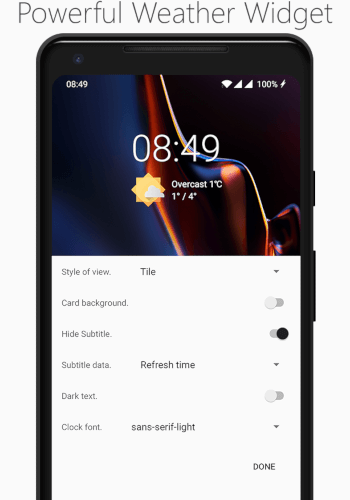 Powerful Weather Widget
08:49 100%
08:49
Overcast 1°C
1° / 4°
Style of view. Tile
Card background.
Hide Subtitle.
Subtitle data. Refresh time
Dark text.
Clock font. sans-serif-light
DONE